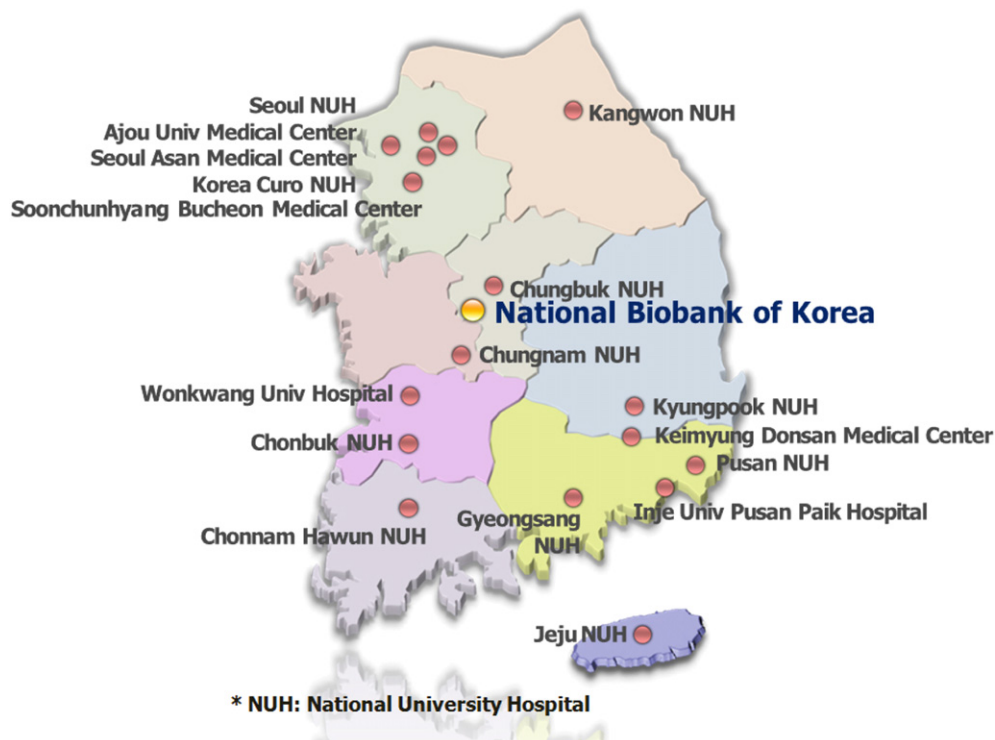 Seoul NUH
Kangwon NUH
Ajou Univ Medical Center
Seoul Asan Medical Center
Korea Curo NUH
Soonchunhyang Bucheon Medical Center
Chungbuk NUH
National Biobank of Korea
Chungnam NUH
Wonkwang Univ Hospital
Kyungpook NUH
Keimyung Donsan Medical Center
Chonbuk NUH
Pusan NUH
Inje Univ Pusan Paik Hospital
Gyeongsang
NUH
Chonnam Hawun NUH
Jeju NUH
* NUH: National University Hospital